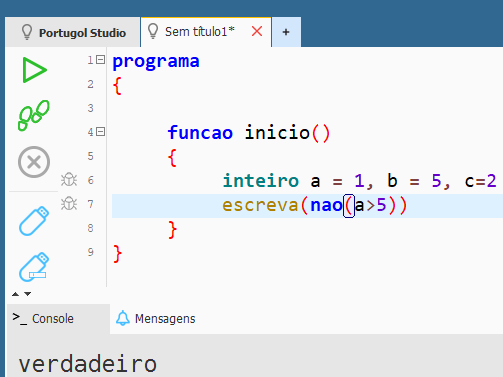 Portugol Studio
Sem título1*
+
1 programa
2 {
3
4 funcao inicio()
5 {
6 inteiro a = 1, b = 5, c=2
7 escreva(nao(a>5))
8 }
9 }
>_ Console
Mensagens
verdadeiro